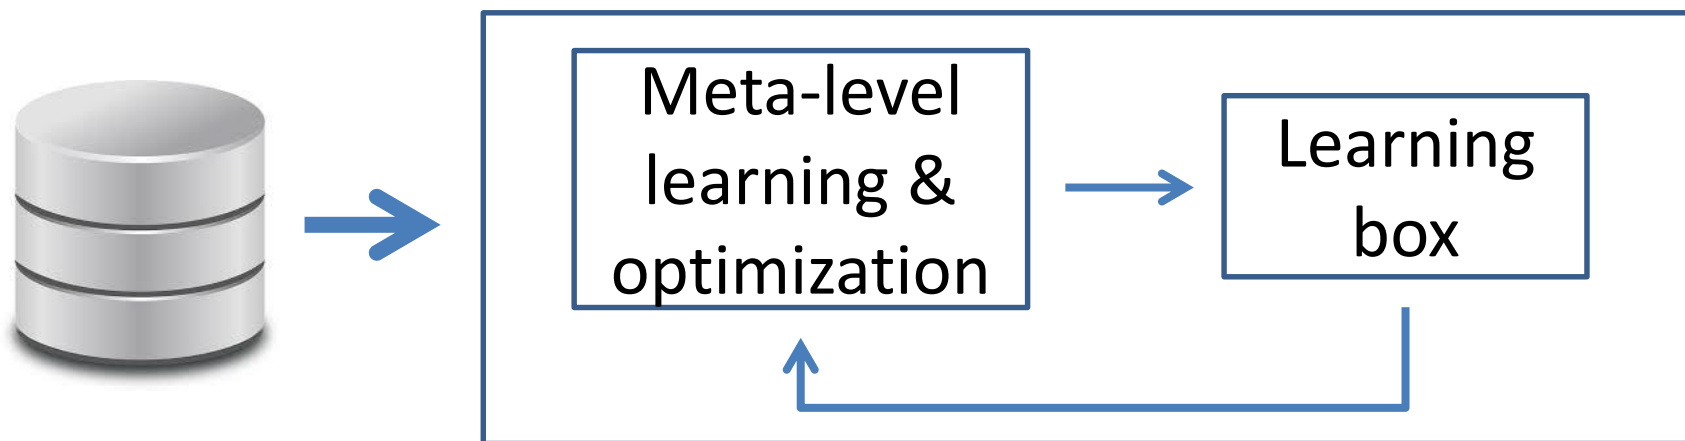 Meta-level
learning &
optimization
Learning
box